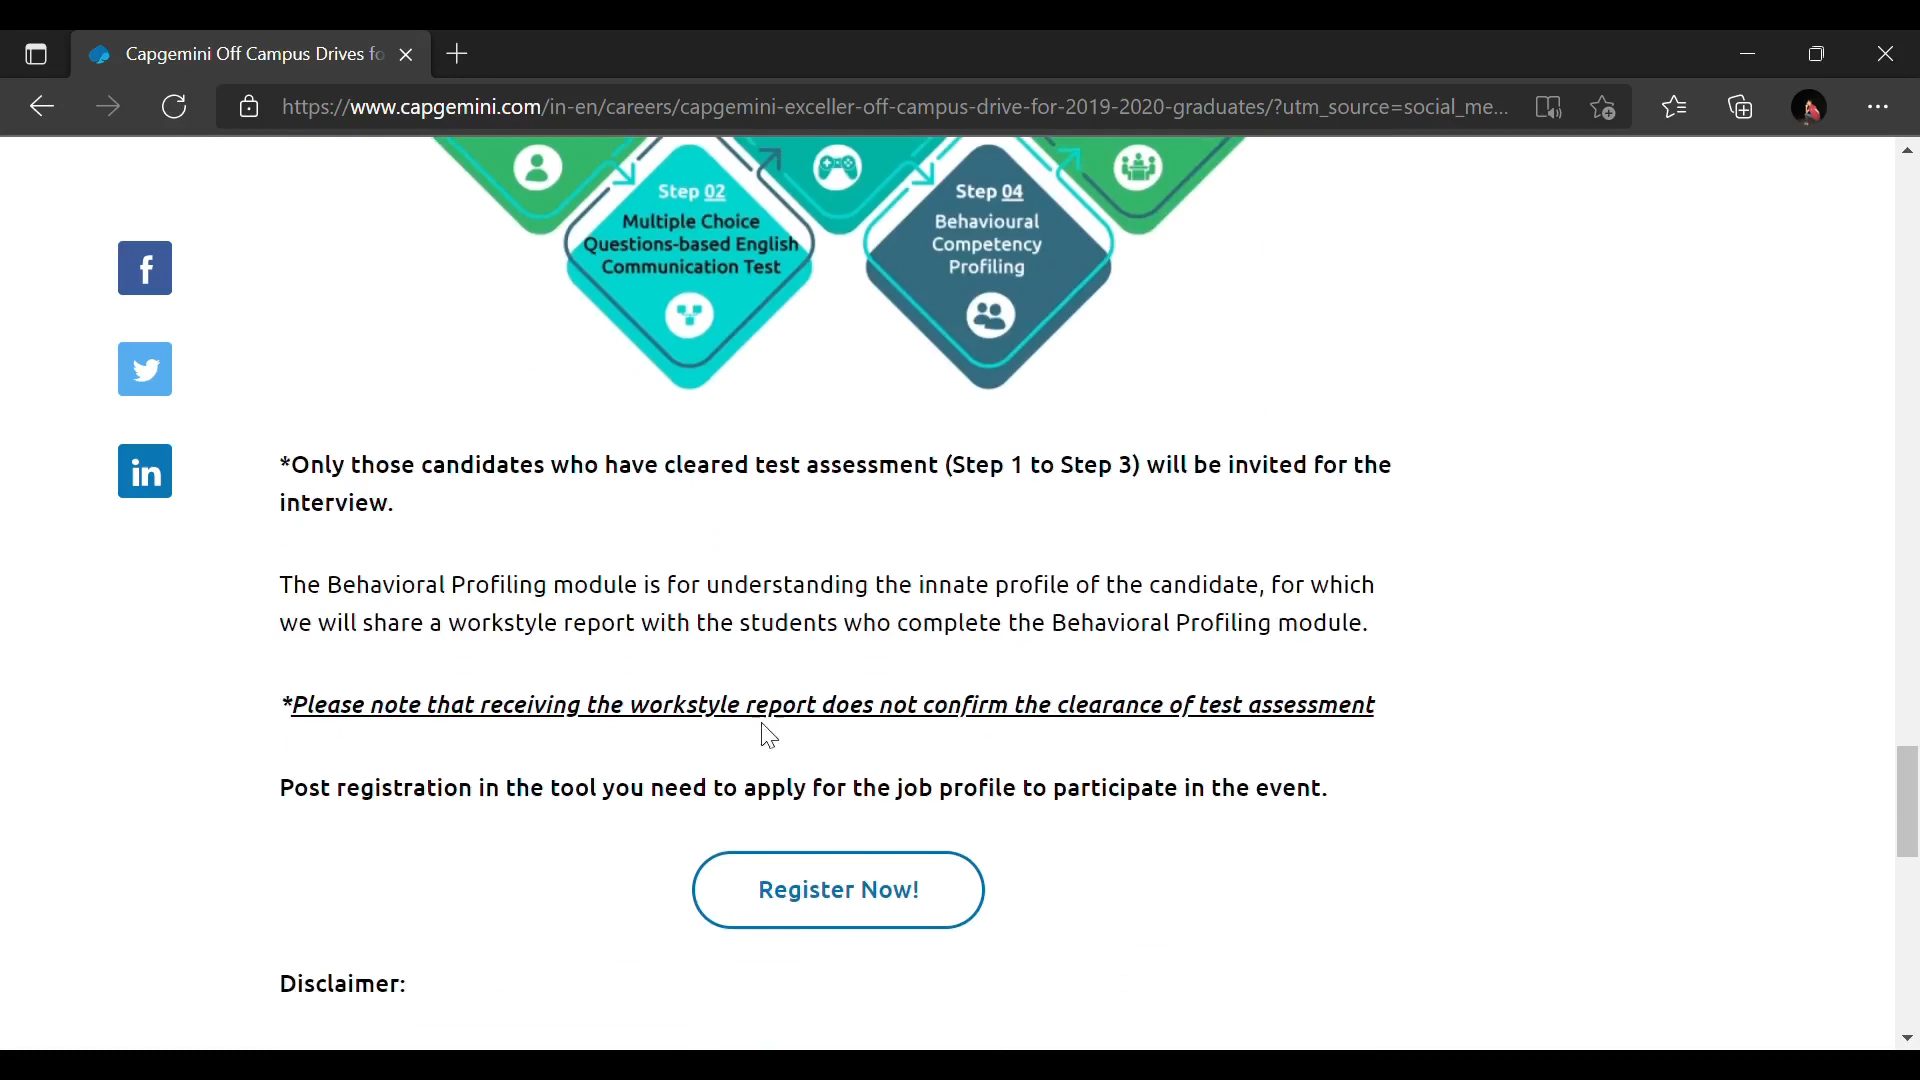 Capgemini Off Campus Drives fo
https://www.capgemini.com/in-en/careers/capgemini-exceller-off-campus-drive-for-2019-2020-graduates/?utm_source=social_me...
Step 02
Multiple Choice
Questions-based English
Communication Test
Step 04
Behavioural
Competency
Profiling
f
in
*Only those candidates who have cleared test assessment (Step 1 to Step 3) will be invited for the
interview.
The Behavioral Profiling module is for understanding the innate profile of the candidate, for which
we will share a workstyle report with the students who complete the Behavioral Profiling module.
*Please note that receiving the workstyle report does not confirm the clearance of test assessment
Post registration in the tool you need to apply for the job profile to participate in the event.
Register Now!
Disclaimer: